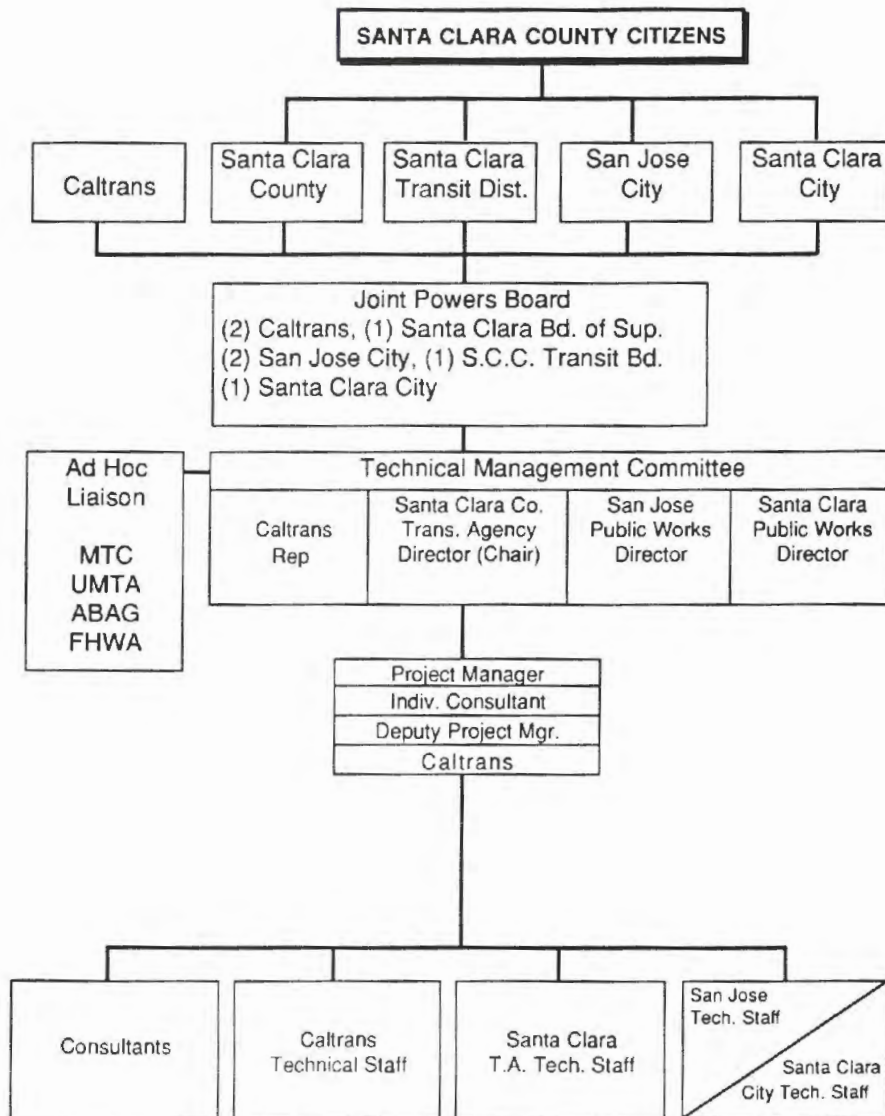 SANTA CLARA COUNTY CITIZENS
Caltrans
Santa Clara
County
Santa Clara
Transit Dist.
San Jose
City
Santa Clara
City
Joint Powers Board
(2) Caltrans, (1) Santa Clara Bd. of Sup.
(2) San Jose City, (1) S.C.C. Transit Bd.
(1) Santa Clara City
Ad Hoc
Liaison
MTC
UMTA
ABAG
FHWA
Technical Management Committee
Caltrans
Rep
Santa Clara Co.
Trans. Agency
Director (Chair)
San Jose
Public Works
Director
Santa Clara
Public Works
Director
Project Manager
Indiv. Consultant
Deputy Project Mgr.
Caltrans
Consultants
Caltrans
Technical Staff
Santa Clara
T.A. Tech. Staff
San Jose
Tech. Staff
Santa Clara
City Tech. Staff